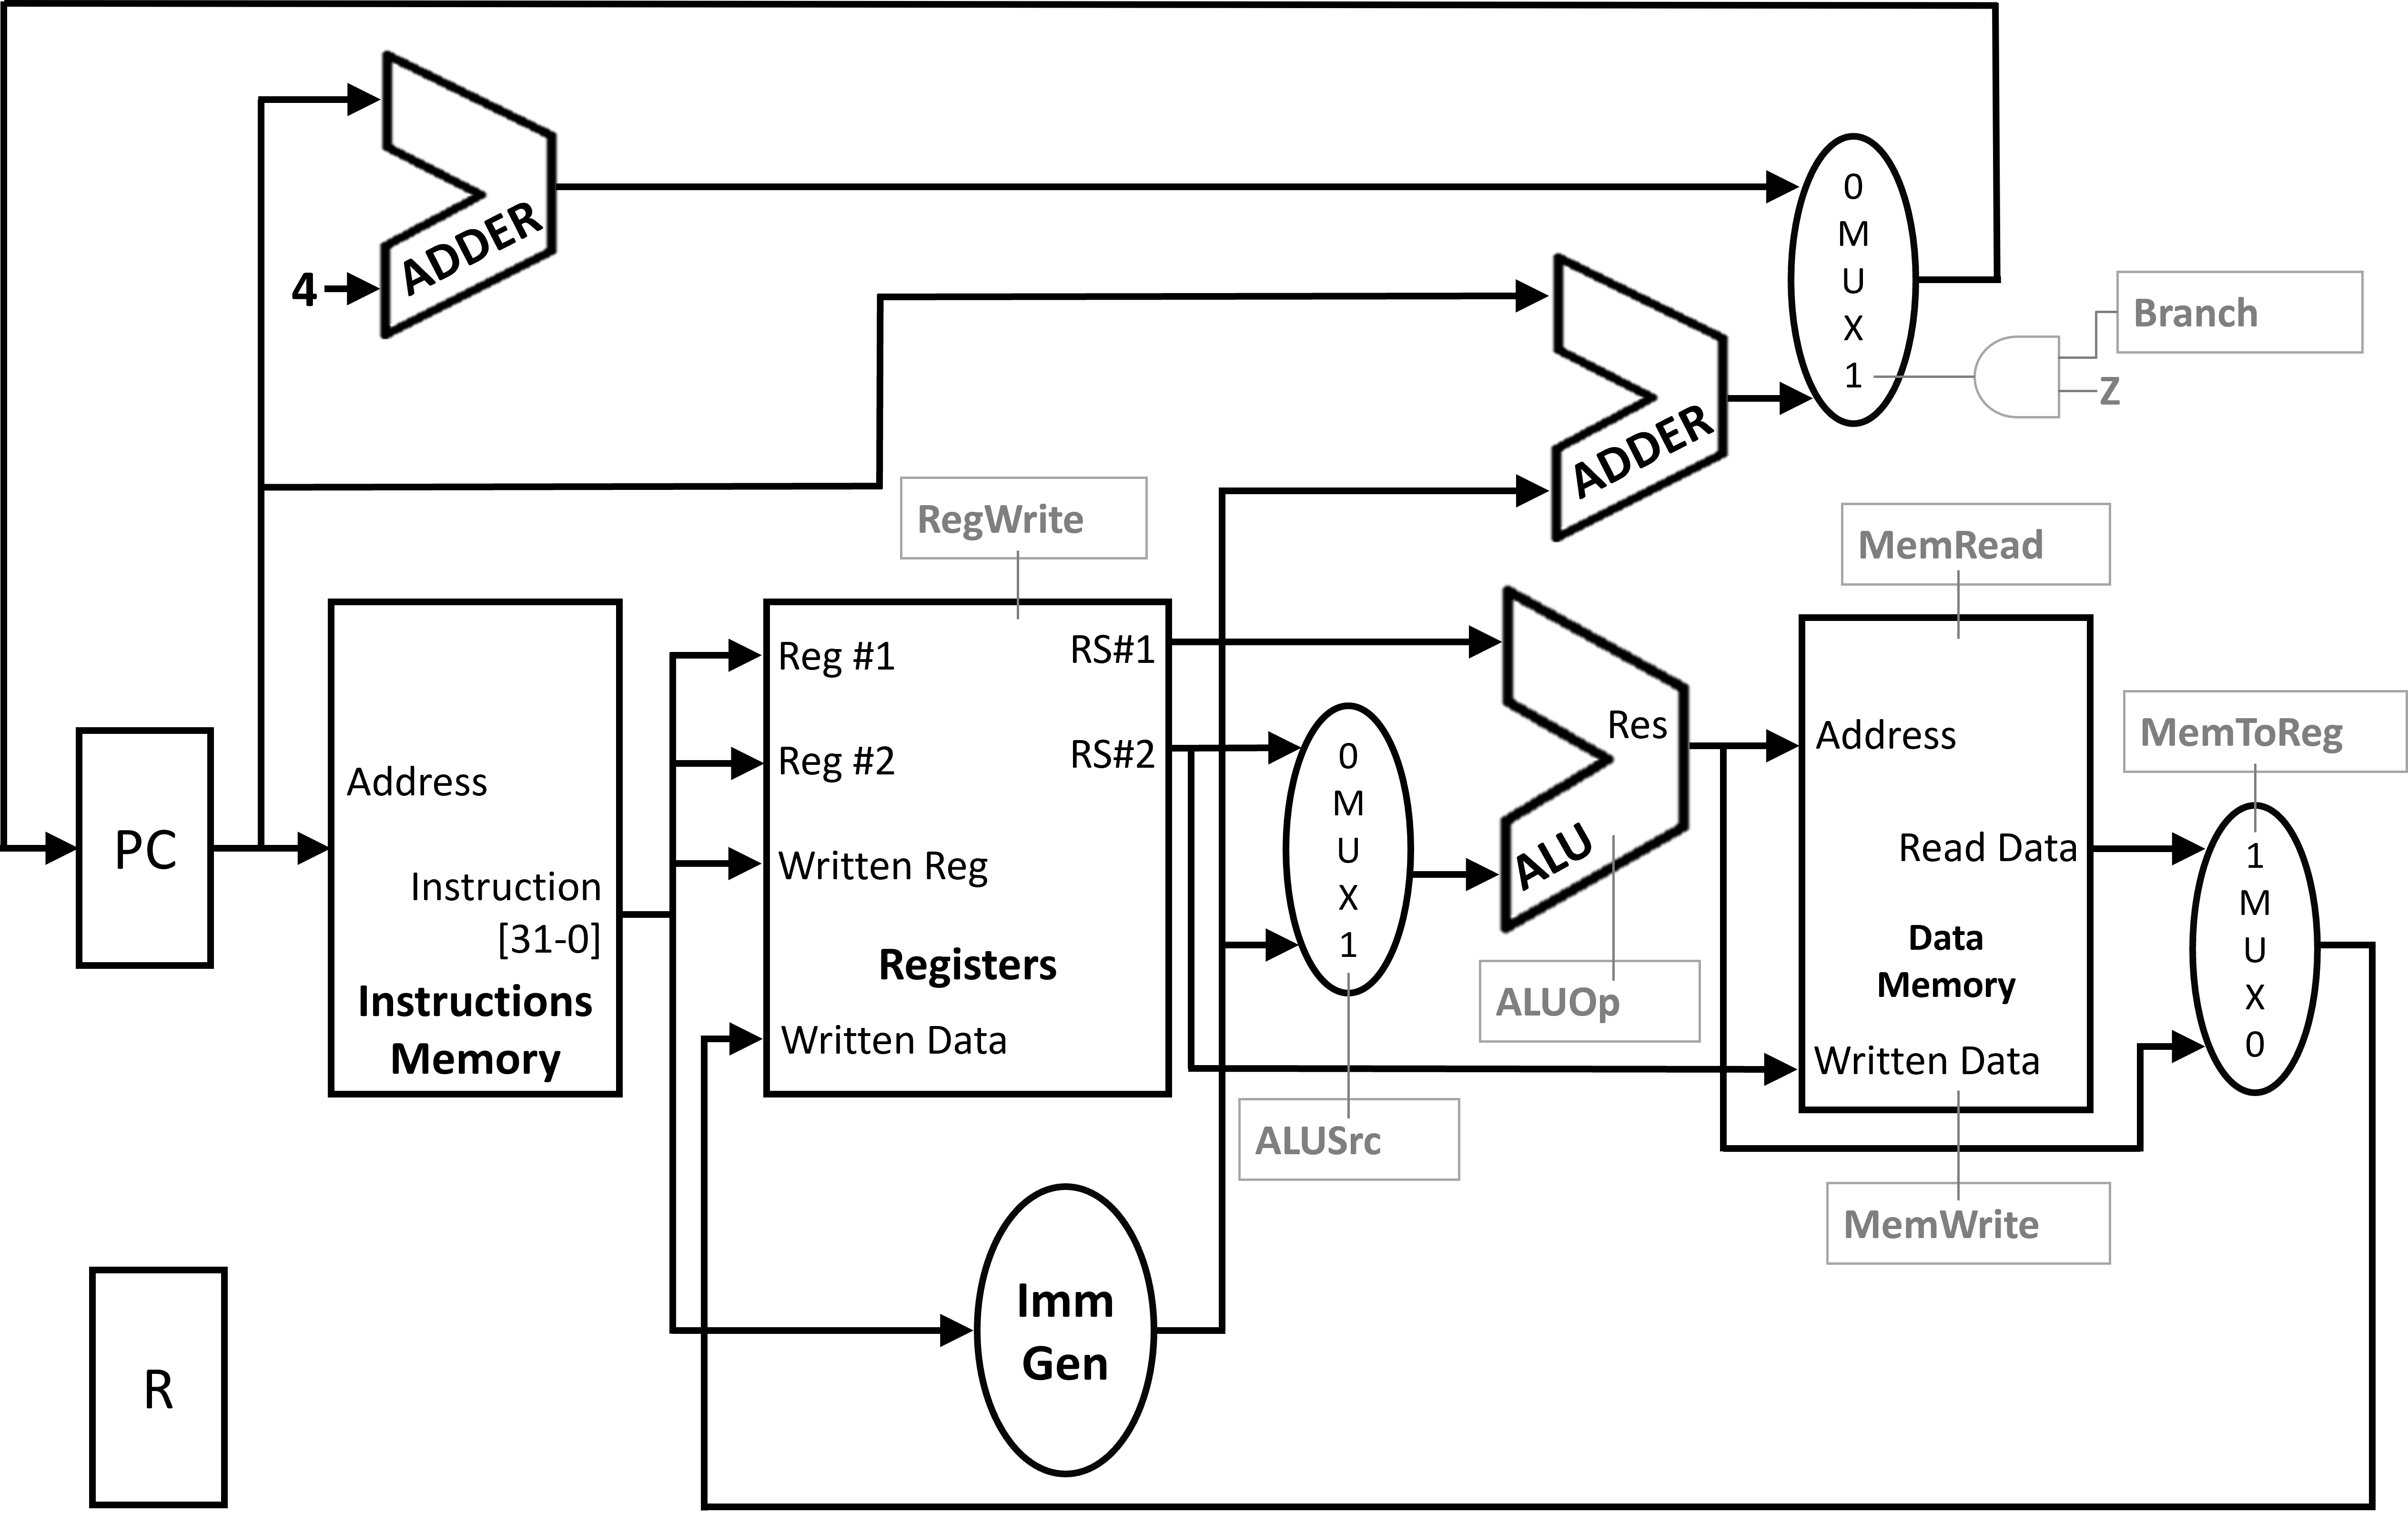 ADDER
4
0
M
U
X
1
Branch
Z
ADDER
RegWrite
MemRead
PC
Address
Instruction
[31-0]
Instructions
Memory
Reg #1
Reg #2
Written Reg
Registers
Written Data
RS#1
RS#2
0
M
U
X
1
ALUSrc
Res
ALU
ALUOp
Address
Read Data
Data
Memory
Written Data
MemWrite
MemToReg
1
M
U
X
0
Imm
Gen
R